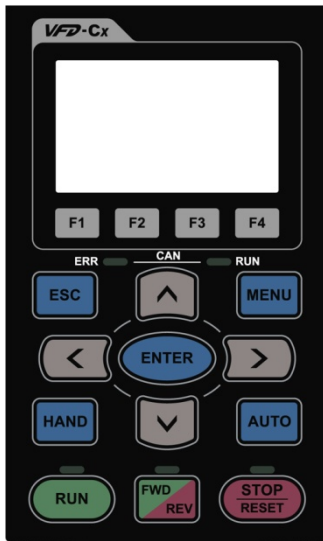 VFD-Cx
F1 F2 F3 F4
ERR CAN RUN
ESC MENU
ENTER
HAND AUTO
RUN FWD REV STOP RESET